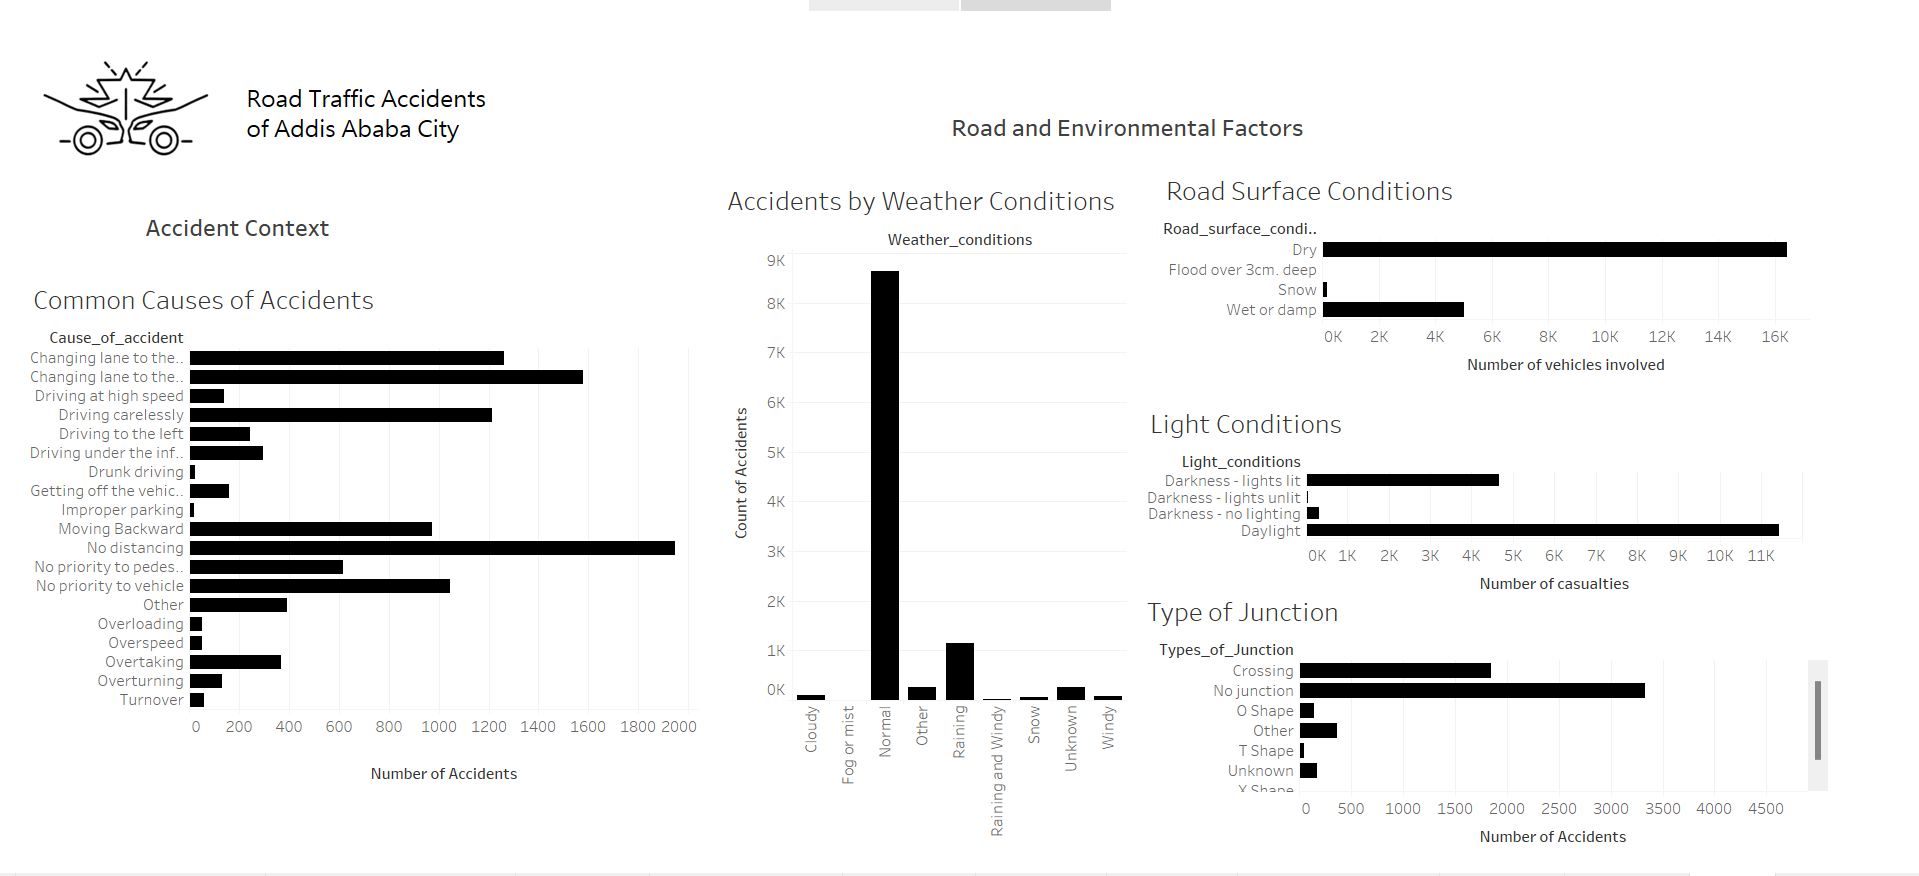 Road Traffic Accidents
of Addis Ababa City
Accident Context
Common Causes of Accidents
Cause_of_accident
Changing lane to the..
Changing lane to the..
Driving at high speed
Driving carelessly
Driving to the left
Driving under the inf..
Drunk driving
Getting off the vehic..
Improper parking
Moving Backward
No distancing
No priority to pedes..
No priority to vehicle
Other
Overloading
Overspeed
Overtaking
Overturning
Turnover
0 200 400 600 800 1000 1200 1400 1600 1800 2000
Number of Accidents
Road and Environmental Factors
Accidents by Weather Conditions
Weather_conditions
Count of Accidents
9K
8K
7K
6K
5K
4K
3K
2K
1K
0K
Cloudy
Fog or mist
Normal
Other
Raining
Raining and Windy
Snow
Unknown
Windy
Road Surface Conditions
Road_surface_condi..
Dry
Flood over 3cm. deep
Snow
Wet or damp
0K 2K 4K 6K 8K 10K 12K 14K 16K
Number of vehicles involved
Light Conditions
Light_conditions
Darkness - lights lit
Darkness - lights unlit
Darkness - no lighting
Daylight
0K 1K 2K 3K 4K 5K 6K 7K 8K 9K 10K 11K
Number of casualties
Type of Junction
Types_of_Junction
Crossing
No junction
O Shape
Other
T Shape
Unknown
X Shape
0 500 1000 1500 2000 2500 3000 3500 4000 4500
Number of Accidents